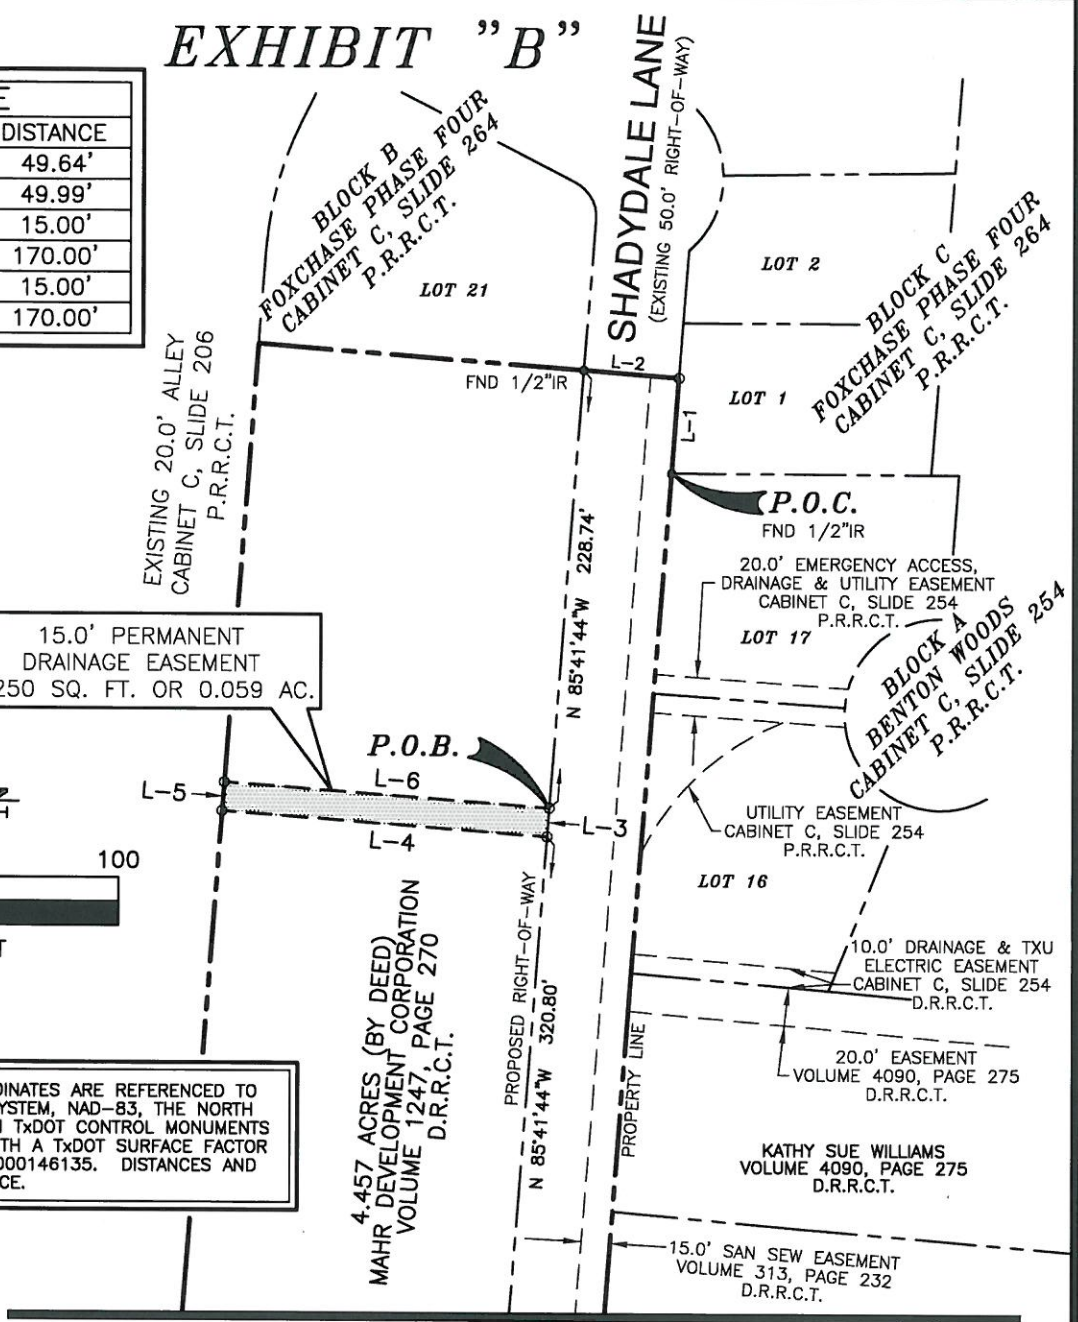 EXHIBIT "B"
E
DISTANCE
49.64'
49.99'
15.00'
170.00'
15.00'
170.00'
BLOCK B
FOXCHASE PHASE FOUR
CABINET C, SLIDE 264
P.R.R.C.T.
LOT 21
SHADYDALE LANE
(EXISTING 50.0' RIGHT-OF-WAY)
LOT 2
BLOCK C
FOXCHASE PHASE FOUR
CABINET C, SLIDE 264
P.R.R.C.T.
LOT 1
EXISTING 20.0' ALLEY
CABINET C, SLIDE 206
P.R.R.C.T.
FND 1/2"IR
L-2
L-1
P.O.C.
FND 1/2"IR
N 85°41'44"W 228.74'
20.0' EMERGENCY ACCESS,
DRAINAGE & UTILITY EASEMENT
CABINET C, SLIDE 254
P.R.R.C.T.
LOT 17
BLOCK A
BENTON WOODS
CABINET C, SLIDE 254
P.R.R.C.T.
15.0' PERMANENT
DRAINAGE EASEMENT
250 SQ. FT. OR 0.059 AC.
P.O.B.
L-6
L-5
L-4
L-3
UTILITY EASEMENT
CABINET C, SLIDE 254
P.R.R.C.T.
LOT 16
100
T
4.457 ACRES (BY DEED)
MAHR DEVELOPMENT CORPORATION
VOLUME 1247, PAGE 270
D.R.R.C.T.
PROPOSED RIGHT-OF-WAY
N 85°41'44"W 320.80'
PROPERTY LINE
10.0' DRAINAGE & TXU
ELECTRIC EASEMENT
CABINET C, SLIDE 254
D.R.R.C.T.
20.0' EASEMENT
VOLUME 4090, PAGE 275
D.R.R.C.T.
DINATES ARE REFERENCED TO
YSTEM, NAD-83, THE NORTH
TxDOT CONTROL MONUMENTS
TH A TxDOT SURFACE FACTOR
000146135. DISTANCES AND
CE.
KATHY SUE WILLIAMS
VOLUME 4090, PAGE 275
D.R.R.C.T.
15.0' SAN SEW EASEMENT
VOLUME 313, PAGE 232
D.R.R.C.T.